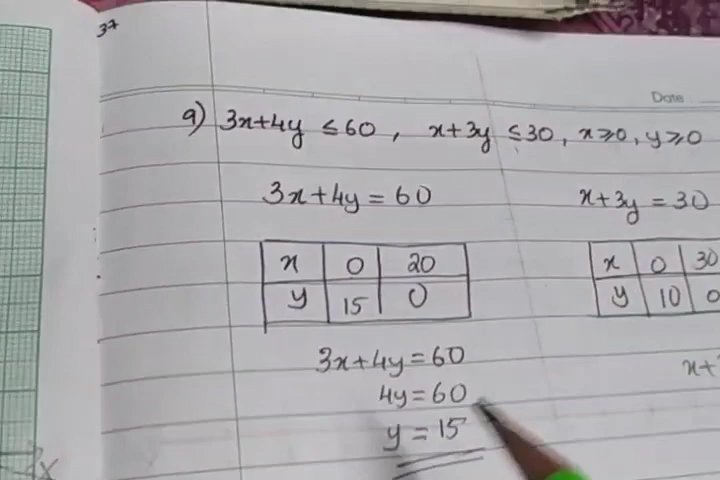 37
Date
9) 3x+4y ≤ 60, x+3y ≤ 30, x ≥ 0, y ≥ 0
3x+4y = 60 x+3y = 30
x 0 20 x 0 30
y 15 0 y 10 0
3x+4y = 60 x+
4y = 60
y = 15